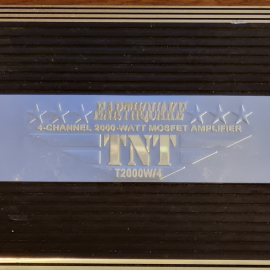 EARTHQUAKE
4-CHANNEL 2000-WATT MOSFET AMPLIFIER
TNT
T2000W/4